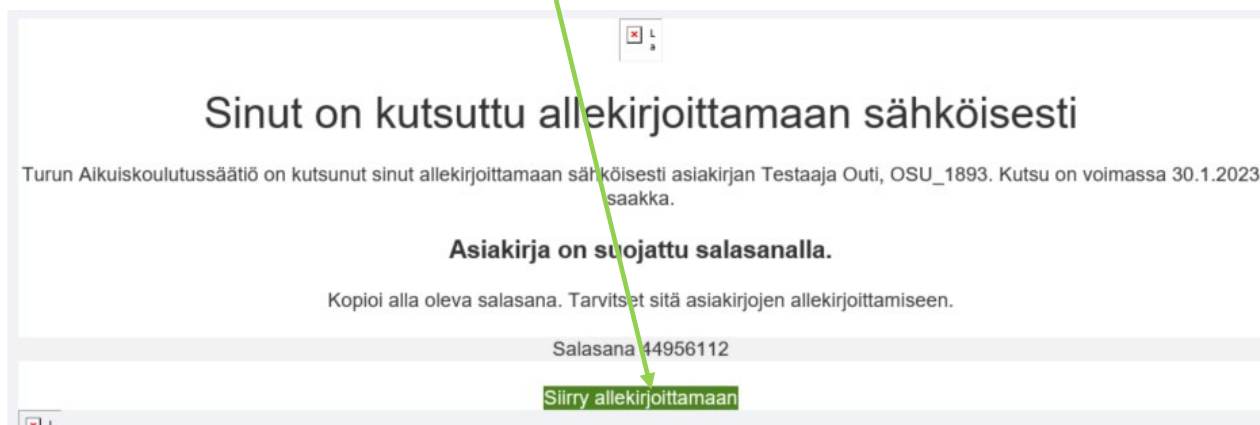 L
a
Sinut on kutsuttu allekirjoittamaan sähköisesti
Turun Aikuiskoulutussäätiö on kutsunut sinut allekirjoittamaan sähköisesti asiakirjan Testaaja Outi, OSU_1893. Kutsu on voimassa 30.1.2023
saakka.
Asiakirja on suojattu salasanalla.
Kopioi alla oleva salasana. Tarvitset sitä asiakirjojen allekirjoittamiseen.
Salasana 44956112
Siirry allekirjoittamaan